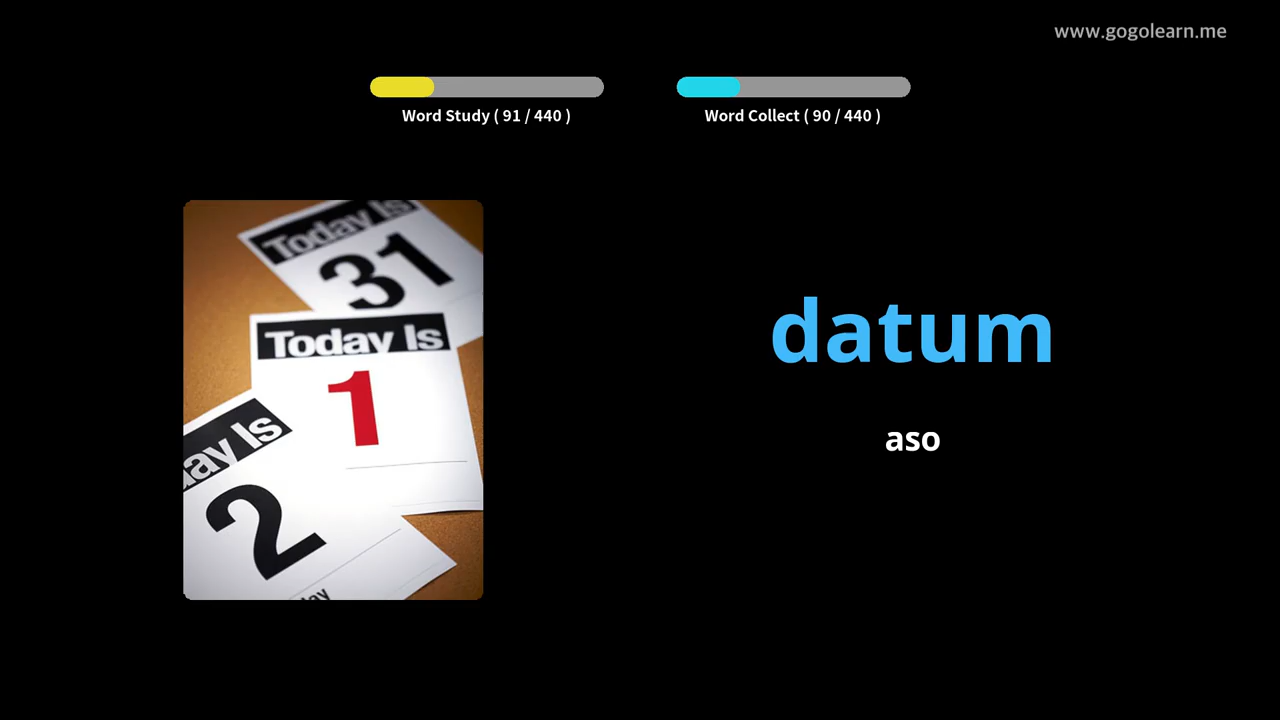 www.gogolearn.me
Word Study ( 91 / 440 )
Word Collect ( 90 / 440 )
Today Is
31
Today Is
1
ay Is
2
ay
datum
aso